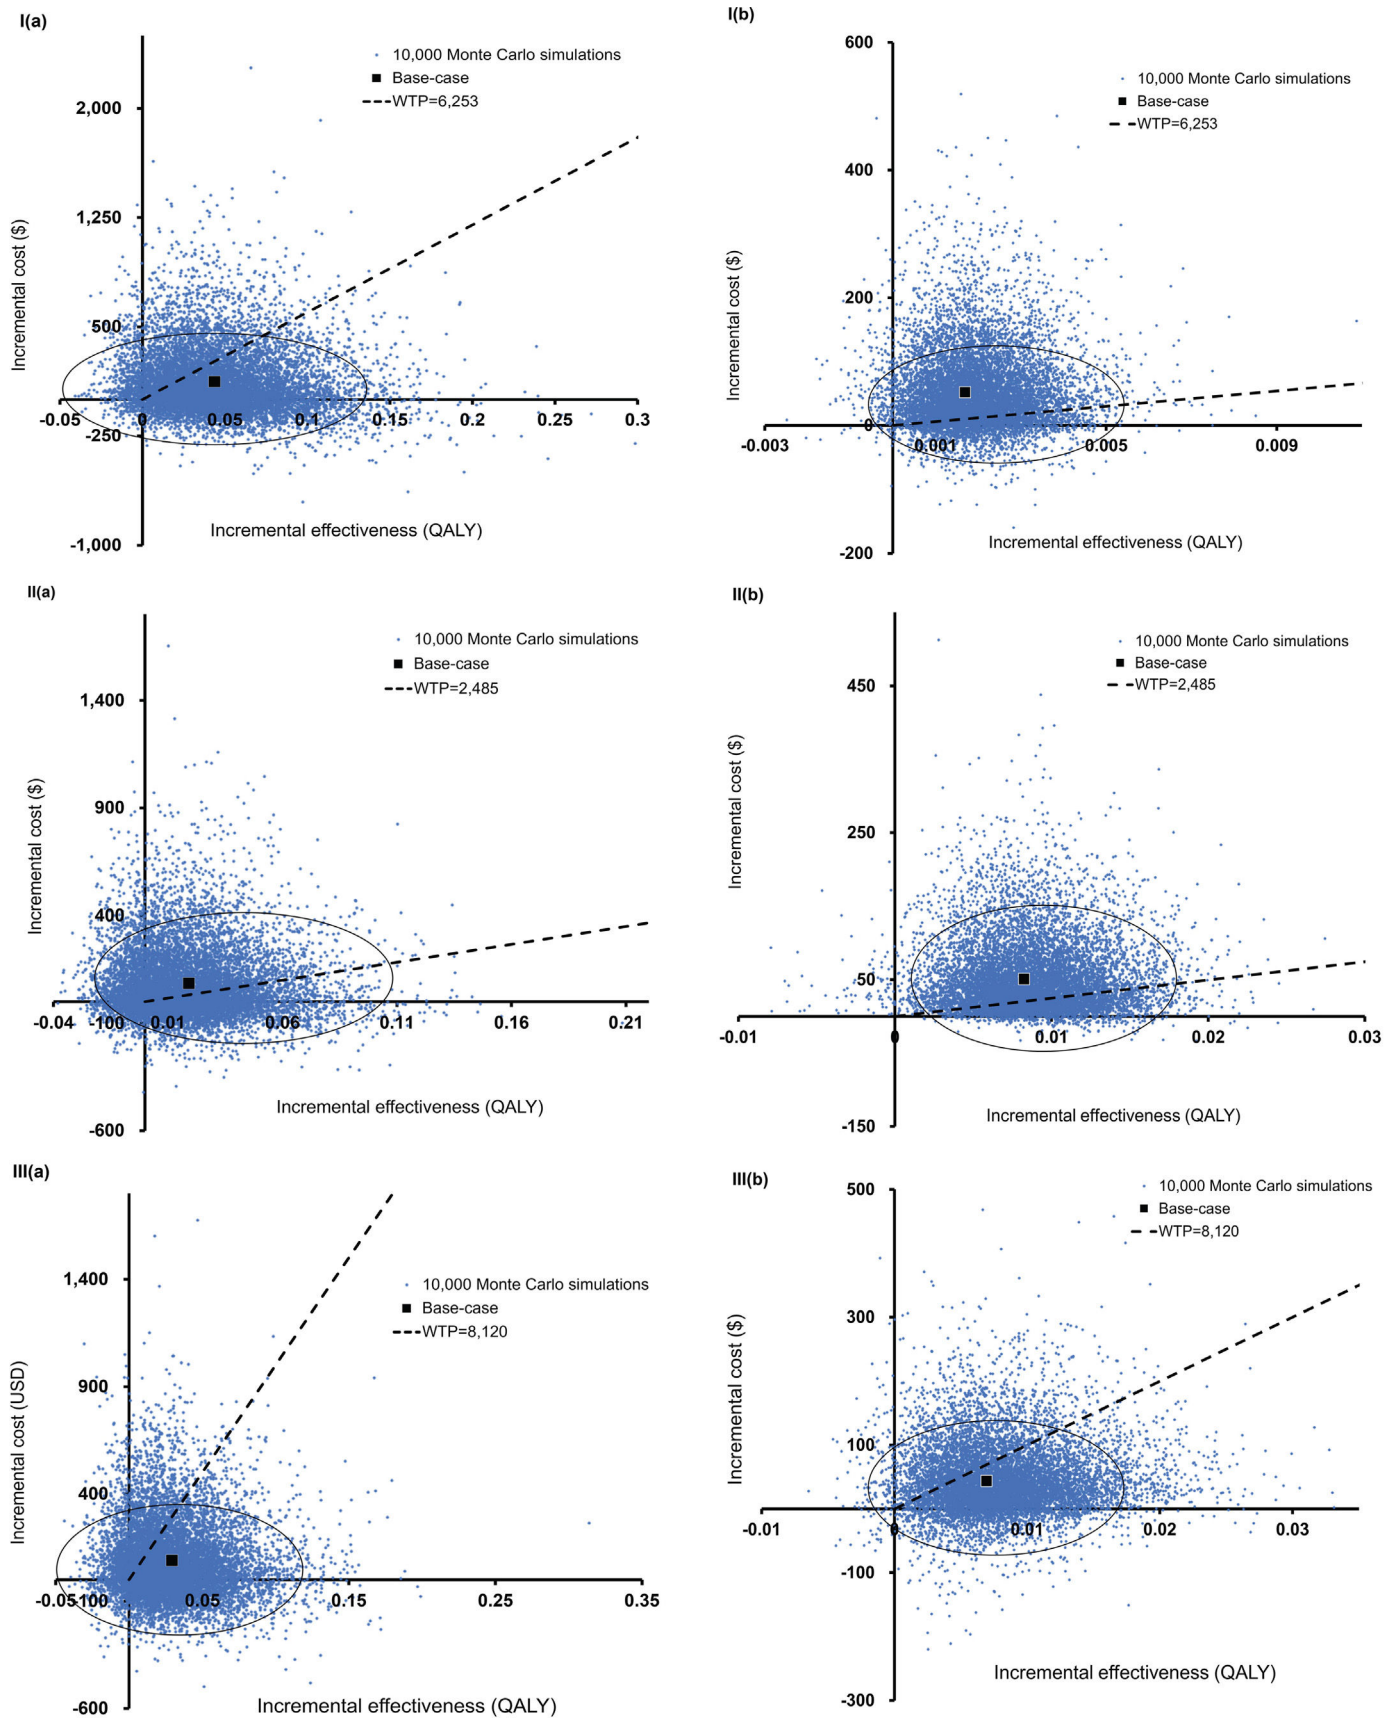 I(a)
10,000 Monte Carlo simulations
Base-case
WTP=6,253
2,000
1,250
500
-250
-1,000
-0.05
0
0.05
0.1
0.15
0.2
0.25
0.3
Incremental cost ($)
Incremental effectiveness (QALY)
I(b)
10,000 Monte Carlo simulations
Base-case
WTP=6,253
600
400
200
0
-200
-0.003
0.001
0.005
0.009
Incremental cost ($)
Incremental effectiveness (QALY)
II(a)
10,000 Monte Carlo simulations
Base-case
WTP=2,485
1,400
900
400
-100
-600
-0.04
0.01
0.06
0.11
0.16
0.21
Incremental cost ($)
Incremental effectiveness (QALY)
II(b)
10,000 Monte Carlo simulations
Base-case
WTP=2,485
450
250
50
-150
-0.01
0
0.01
0.02
0.03
Incremental cost ($)
Incremental effectiveness (QALY)
III(a)
10,000 Monte Carlo simulations
Base-case
WTP=8,120
1,400
900
400
-100
-600
-0.05
0.05
0.15
0.25
0.35
Incremental cost (USD)
Incremental effectiveness (QALY)
III(b)
10,000 Monte Carlo simulations
Base-case
WTP=8,120
500
300
100
-100
-300
-0.01
0
0.01
0.02
0.03
Incremental cost ($)
Incremental effectiveness (QALY)